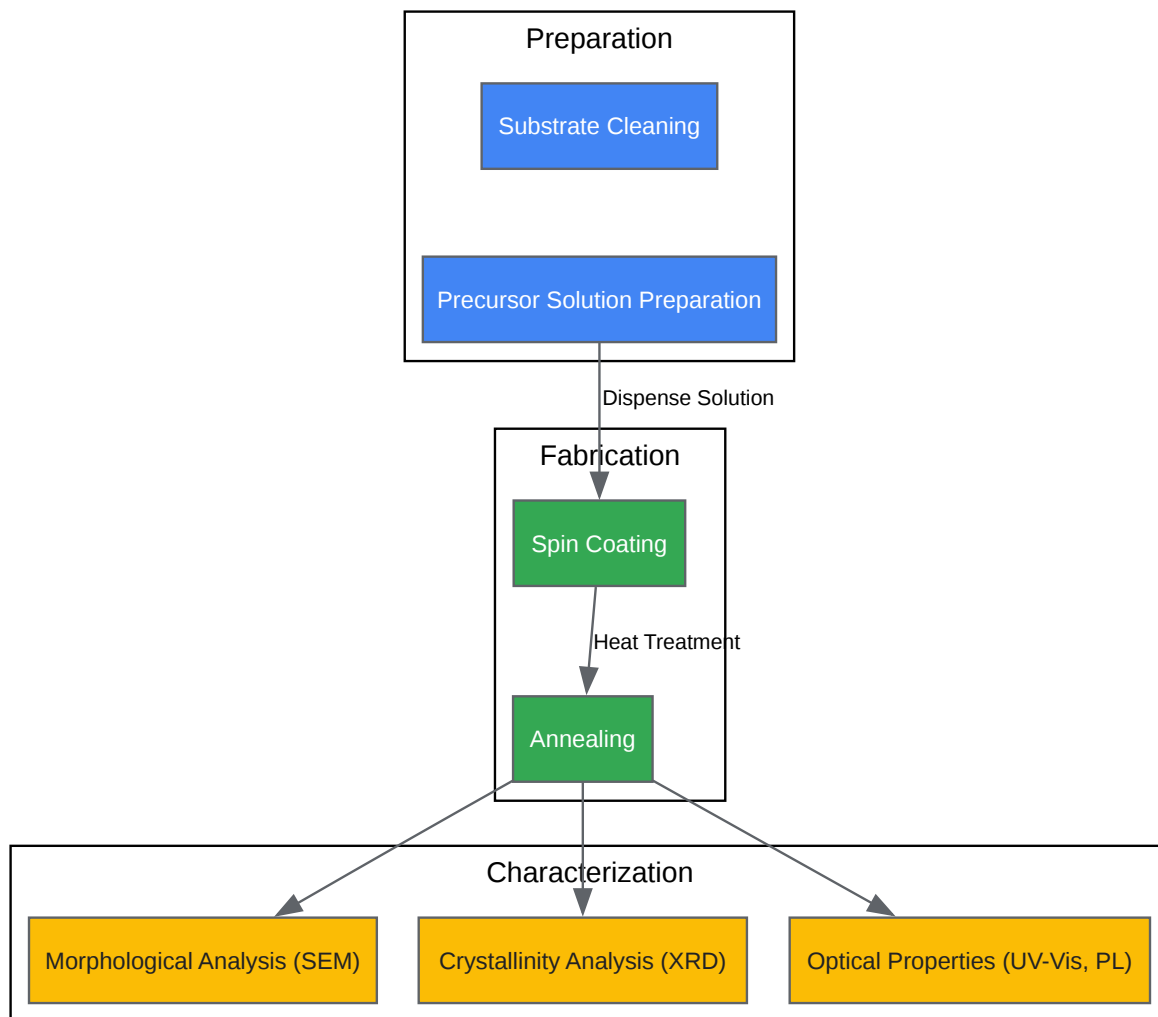 Preparation
Substrate Cleaning
Precursor Solution Preparation
Dispense Solution
Fabrication
Spin Coating
Heat Treatment
Annealing
Characterization
Morphological Analysis (SEM)
Crystallinity Analysis (XRD)
Optical Properties (UV-Vis, PL)